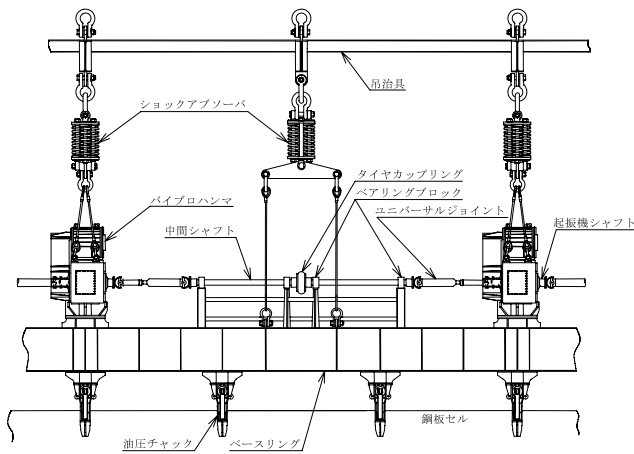 吊治具
ショックアブソーバ
タイヤカップリング
ベアリングブロック
バイブロハンマ
ユニバーサルジョイント
中間シャフト
起振機シャフト
鋼板セル
油圧チャック
ベースリング